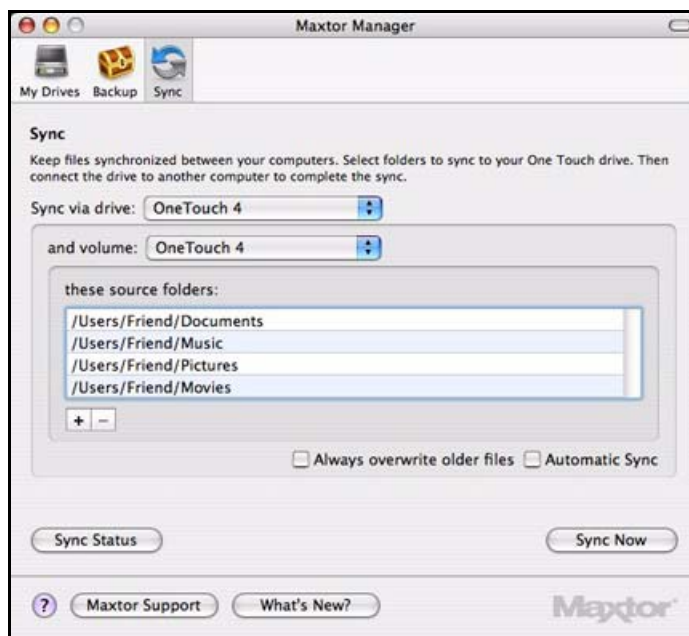 Maxtor Manager
My Drives Backup Sync
Sync
Keep files synchronized between your computers. Select folders to sync to your One Touch drive. Then
connect the drive to another computer to complete the sync.
Sync via drive: OneTouch 4
and volume: OneTouch 4
these source folders:
/Users/Friend/Documents
/Users/Friend/Music
/Users/Friend/Pictures
/Users/Friend/Movies
+ −
Always overwrite older files Automatic Sync
Sync Status Sync Now
? Maxtor Support What's New? Maxtor